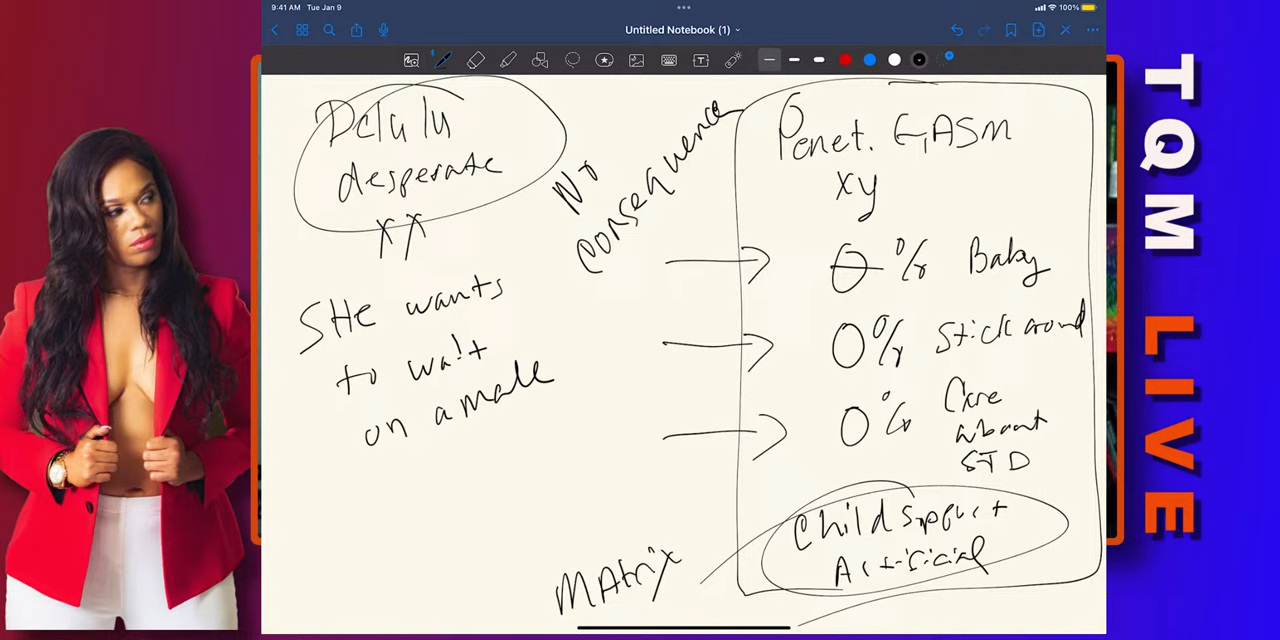 9:41 AM Tue Jan 9
100%
Untitled Notebook (1)
Delulu
desperate
xx
SHe wants
to wait
on a male
No
consequence
Penet. GASM
xy
0% Baby
0% Stick around
0% Care
about
STD
Child Support
Artificial
MAtrix
TQM LIVE